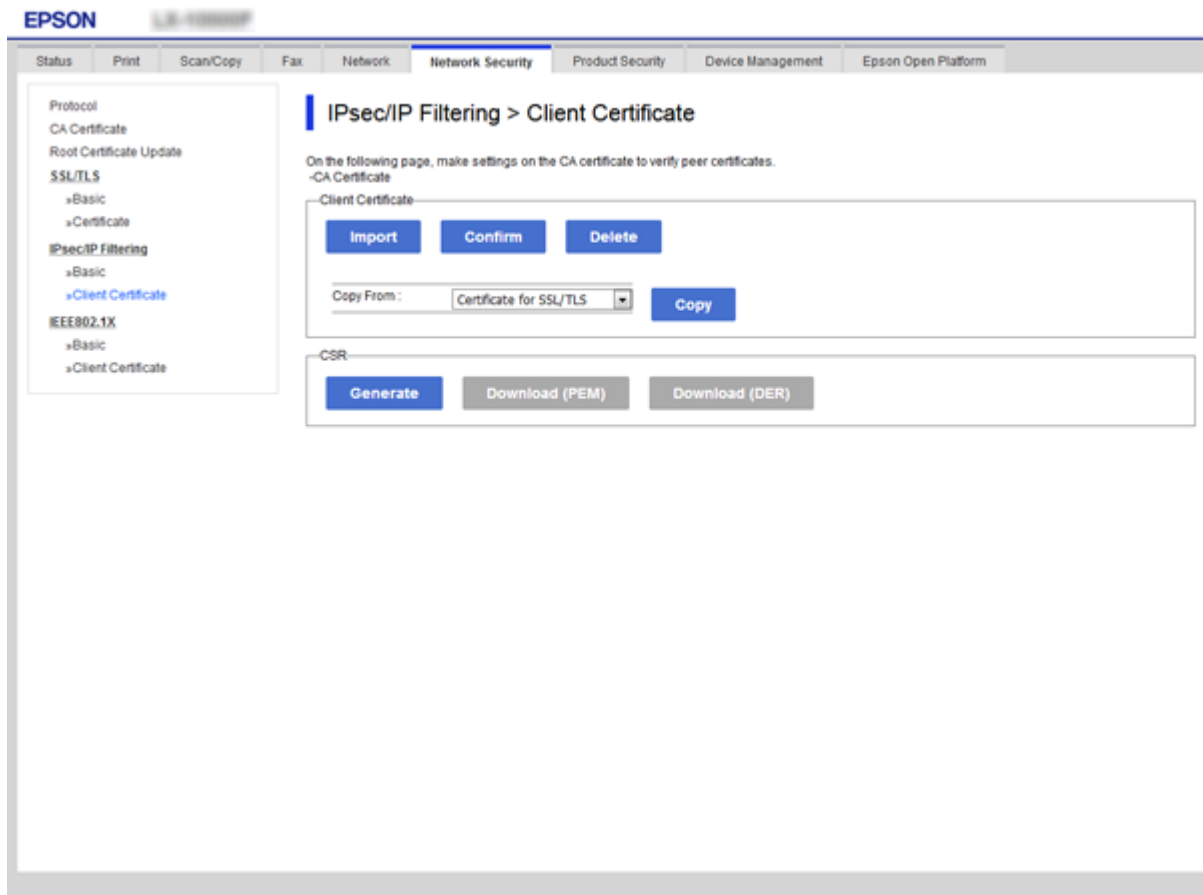 EPSON
Status Print Scan/Copy Fax Network Network Security Product Security Device Management Epson Open Platform
Protocol
CA Certificate
Root Certificate Update
SSL/TLS
»Basic
»Certificate
IPsec/IP Filtering
»Basic
»Client Certificate
IEEE802.1X
»Basic
»Client Certificate
IPsec/IP Filtering > Client Certificate
On the following page, make settings on the CA certificate to verify peer certificates.
-CA Certificate
Client Certificate
Import Confirm Delete
Copy From : Certificate for SSL/TLS Copy
CSR
Generate Download (PEM) Download (DER)